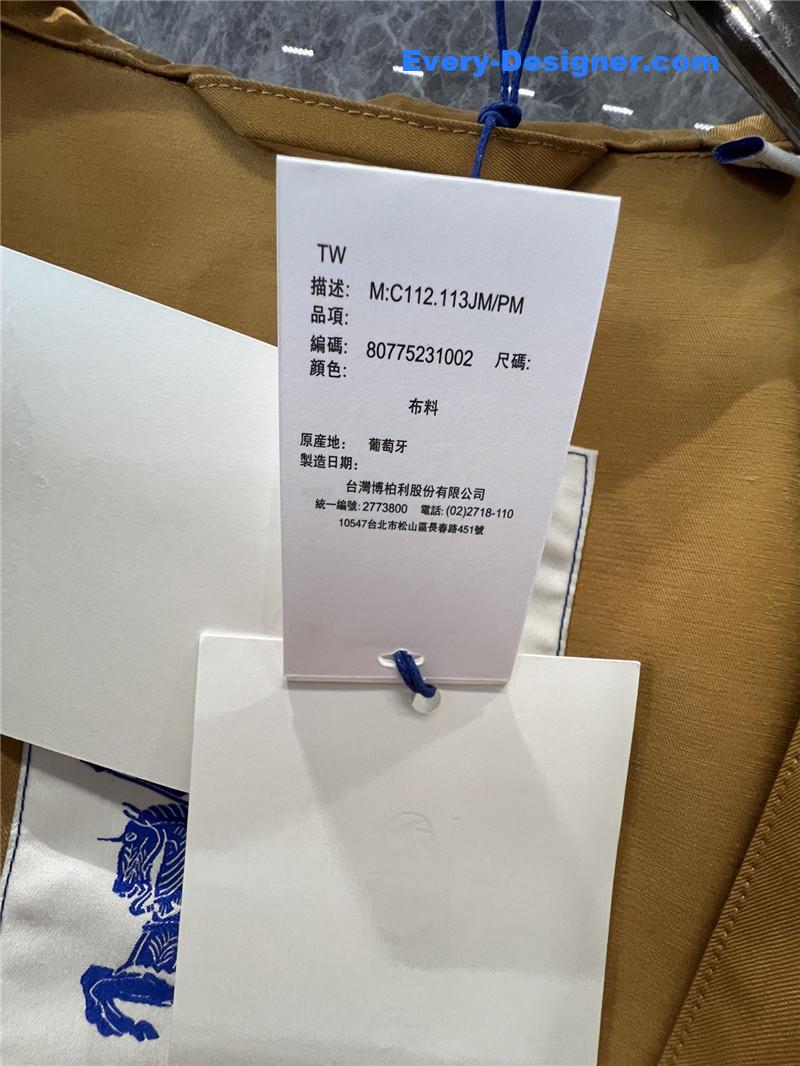 Every-Designer.com
TW
描述: M:C112.113JM/PM
品項:
編碼: 80775231002 尺碼:
顏色:
布料
原産地: 葡萄牙
製造日期:
台灣博柏利股份有限公司
統一編號: 2773800 電話: (02)2718-110
10547台北市松山區長春路451號